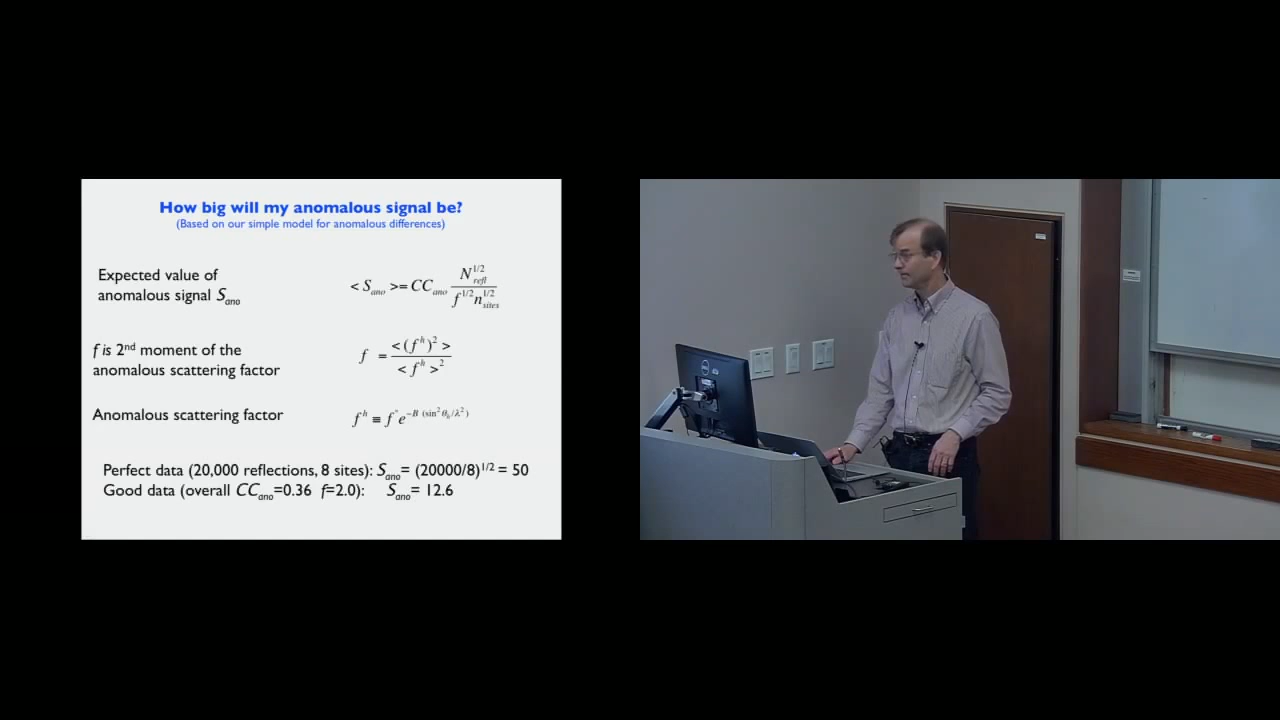 How big will my anomalous signal be?
(Based on our simple model for anomalous differences)
Expected value of
anomalous signal S_ano
< S_ano >= CC_ano N_refl^1/2 / f^1/2 n_sites^1/2
f is 2nd moment of the
anomalous scattering factor
f = < (f^h)^2 > / < f^h >^2
Anomalous scattering factor
f^h ≡ f" e^-B (sin^2 θ_h/λ^2)
Perfect data (20,000 reflections, 8 sites): S_ano= (20000/8)^1/2 = 50
Good data (overall CC_ano=0.36 f=2.0): S_ano= 12.6
DELL